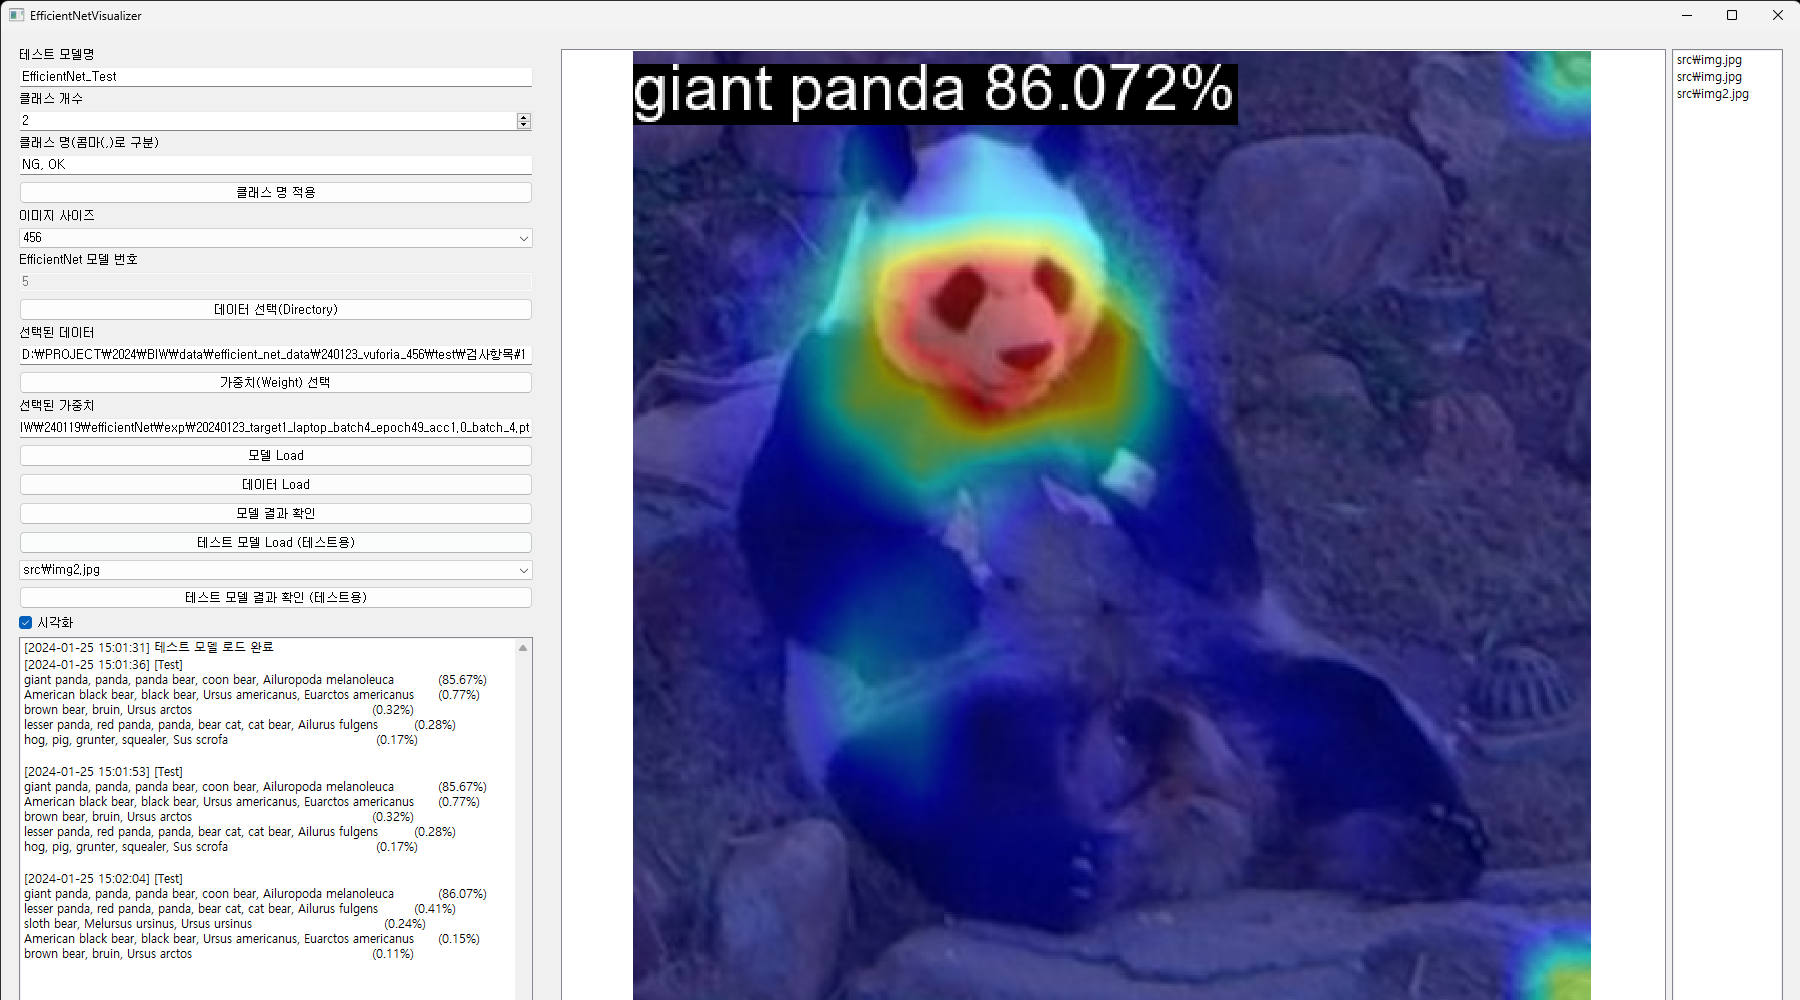 EfficientNetVisualizer
테스트 모델명
EfficientNet_Test
클래스 개수
2
클래스 명(콤마(,)로 구분)
NG, OK
클래스 명 적용
이미지 사이즈
456
EfficientNet 모델 번호
5
데이터 선택(Directory)
선택된 데이터
D:₩PROJECT₩2024₩BIW₩data₩efficient_net_data₩240123_vuforia_456₩test₩검사항목#1
가중치(Weight) 선택
선택된 가중치
IW₩240119₩efficientNet₩exp₩20240123_target1_laptop_batch4_epoch49_acc1.0_batch_4.pt
모델 Load
데이터 Load
모델 결과 확인
테스트 모델 Load (테스트용)
src₩img2.jpg
테스트 모델 결과 확인 (테스트용)
시각화
[2024-01-25 15:01:31] 테스트 모델 로드 완료
[2024-01-25 15:01:36] [Test]
giant panda, panda, panda bear, coon bear, Ailuropoda melanoleuca (85.67%)
American black bear, black bear, Ursus americanus, Euarctos americanus (0.77%)
brown bear, bruin, Ursus arctos (0.32%)
lesser panda, red panda, panda, bear cat, cat bear, Ailurus fulgens (0.28%)
hog, pig, grunter, squealer, Sus scrofa (0.17%)
[2024-01-25 15:01:53] [Test]
giant panda, panda, panda bear, coon bear, Ailuropoda melanoleuca (85.67%)
American black bear, black bear, Ursus americanus, Euarctos americanus (0.77%)
brown bear, bruin, Ursus arctos (0.32%)
lesser panda, red panda, panda, bear cat, cat bear, Ailurus fulgens (0.28%)
hog, pig, grunter, squealer, Sus scrofa (0.17%)
[2024-01-25 15:02:04] [Test]
giant panda, panda, panda bear, coon bear, Ailuropoda melanoleuca (86.07%)
lesser panda, red panda, panda, bear cat, cat bear, Ailurus fulgens (0.41%)
sloth bear, Melursus ursinus, Ursus ursinus (0.24%)
American black bear, black bear, Ursus americanus, Euarctos americanus (0.15%)
brown bear, bruin, Ursus arctos (0.11%)
giant panda 86.072%
src₩img.jpg
src₩img.jpg
src₩img2.jpg